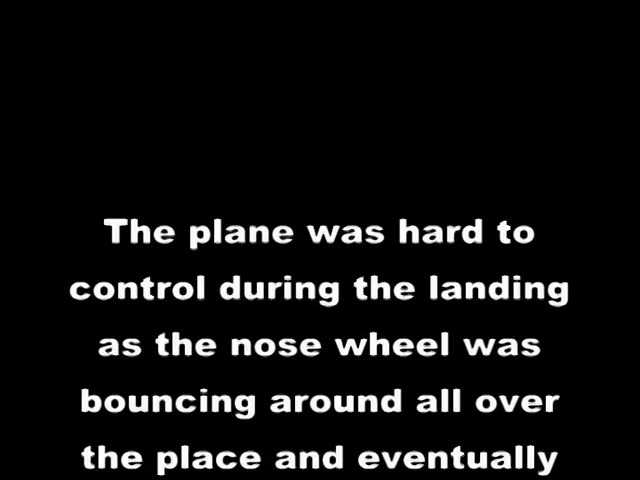 The plane was hard to
control during the landing
as the nose wheel was
bouncing around all over
the place and eventually